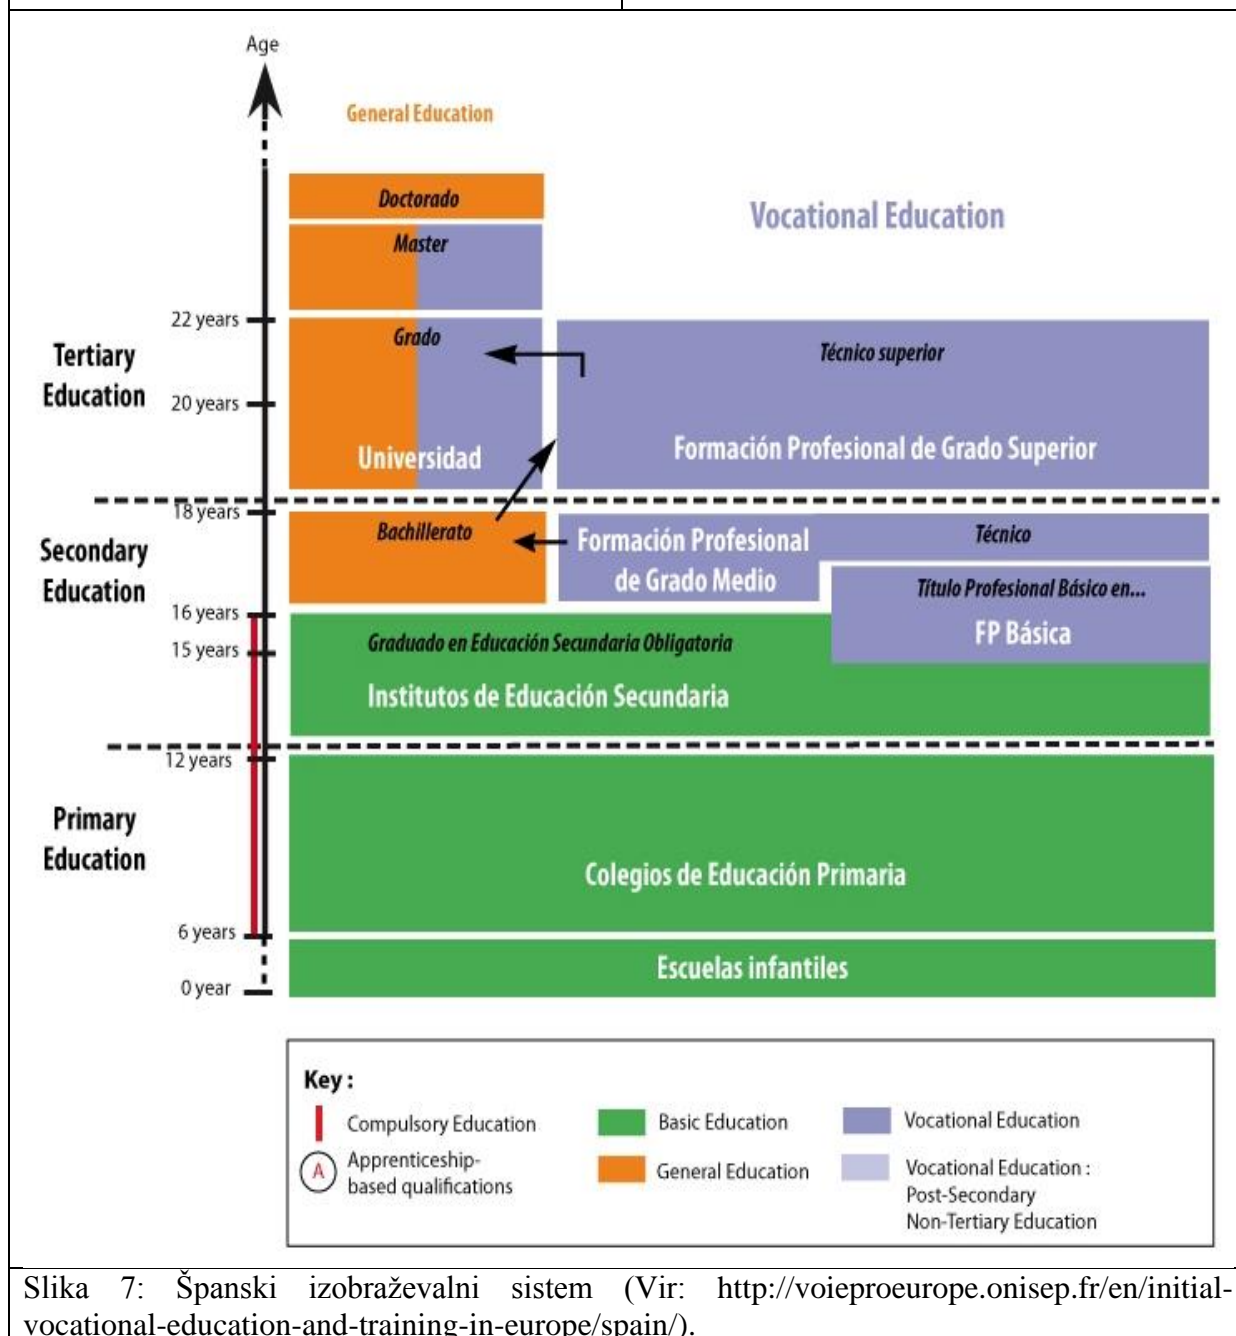 Age
General Education
Doctorado
Master
Vocational Education
22 years
Grado
Técnico superior
Tertiary
Education
20 years
Universidad
Formación Profesional de Grado Superior
18 years
Secondary
Education
Bachillerato
Formación Profesional
de Grado Medio
Técnico
Título Profesional Básico en...
FP Básica
16 years
15 years
Graduado en Educación Secundaria Obligatoria
Institutos de Educación Secundaria
12 years
Primary
Education
Colegios de Educación Primaria
6 years
Escuelas infantiles
0 year
Key :
Compulsory Education
Basic Education
Vocational Education
A
Apprenticeship-
based qualifications
General Education
Vocational Education :
Post-Secondary
Non-Tertiary Education
Slika 7: Španski izobraževalni sistem (Vir: http://voieproeurope.onisep.fr/en/initial-
vocational-education-and-training-in-europe/spain/).